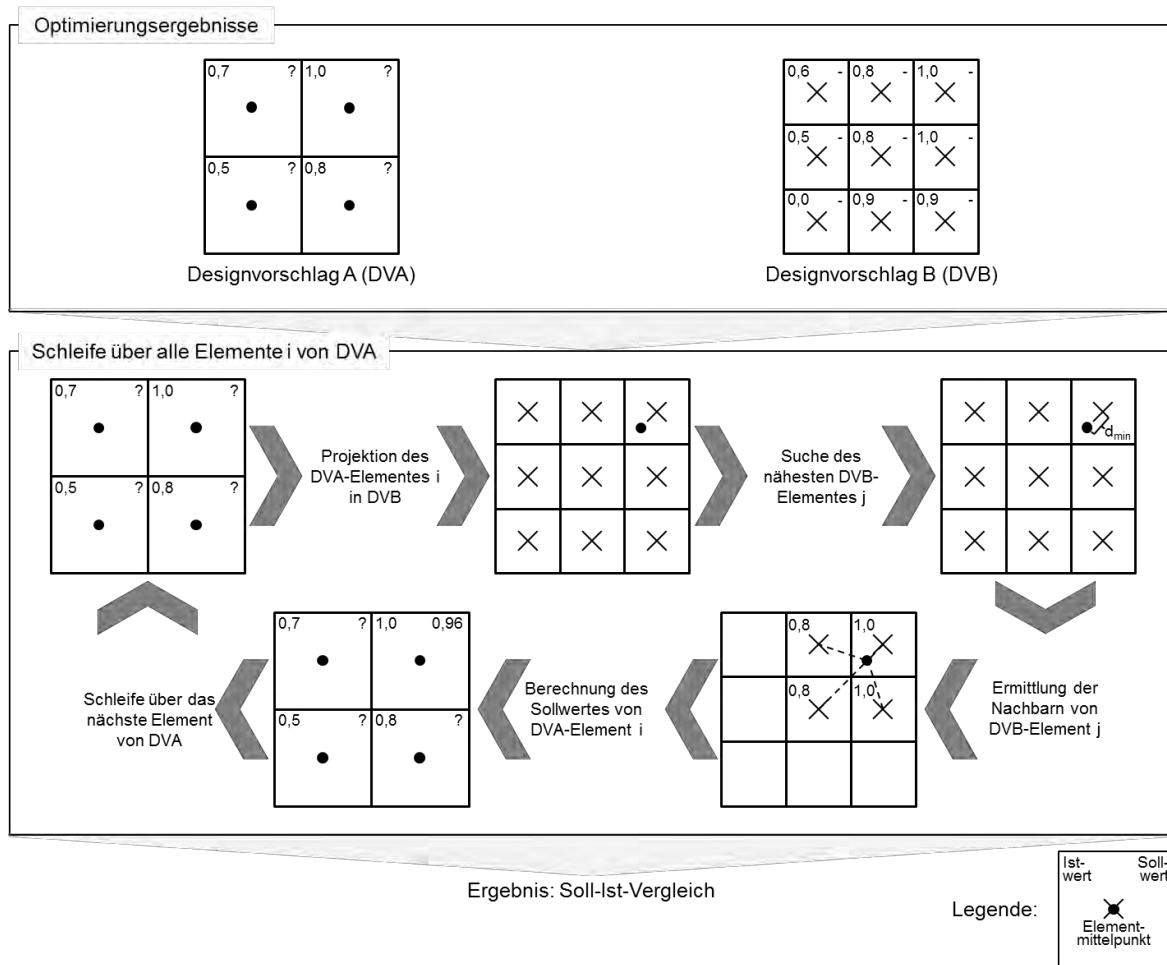 Optimierungsergebnisse
0,7 ? 1,0 ?
0,5 ? 0,8 ?
Designvorschlag A (DVA)
0,6 - 0,8 - 1,0 -
0,5 - 0,8 - 1,0 -
0,0 - 0,9 - 0,9 -
Designvorschlag B (DVB)
Schleife über alle Elemente i von DVA
0,7 ? 1,0 ?
0,5 ? 0,8 ?
Projektion des
DVA-Elementes i
in DVB
Suche des
nähesten DVB-
Elementes j
dmin
Ermittlung der
Nachbarn von
DVB-Element j
0,8 1,0
0,8 1,0
Berechnung des
Sollwertes von
DVA-Element i
0,7 ? 1,0 0,96
0,5 ? 0,8 ?
Schleife über das
nächste Element
von DVA
Ergebnis: Soll-Ist-Vergleich
Legende:
Ist-
wert
Soll-
wert
Element-
mittelpunkt